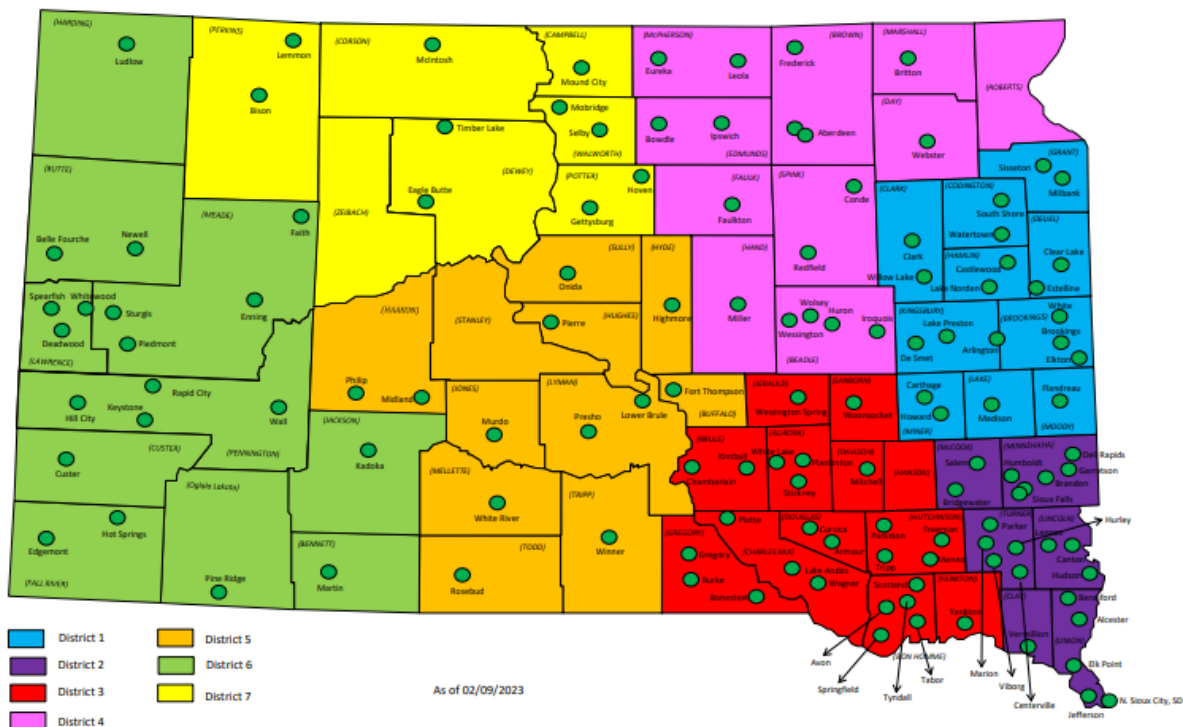 (HARDING)
Ludlow
(PERKINS)
Lemmon
Bison
(CORSON)
McIntosh
(CAMPBELL)
Mound City
(McPHERSON)
Eureka
Leola
(BROWN)
Frederick
Aberdeen
(MARSHALL)
Britton
(ROBERTS)
(DAY)
Webster
Mobridge
Selby
(WALWORTH)
Bowdle
Ipswich
(EDMUNDS)
Timber Lake
(DEWEY)
Eagle Butte
(ZEIBACH)
(POTTER)
Hoven
Gettysburg
(FAULK)
Faulkton
(SPINK)
Conde
Redfield
(GRANT)
Sisseton
Millbank
(CLARK)
Clark
Willow Lake
(CODINGTON)
South Shore
Watertown
(DEUEL)
Clear Lake
(HAMLIN)
Castlewood
Lake Norden
Estelline
(BUTTE)
Belle Fourche
Newell
(MEADE)
Faith
Enning
Spearfish
Whitewood
Sturgis
Deadwood
Piedmont
(LAWRENCE)
(HAAKON)
Philip
Midland
(STANLEY)
(SULLY)
Onida
(HUGHES)
Pierre
(HYDE)
Highmore
(HAND)
Miller
Wolsey
Huron
Iroquois
Wessington
(BEADLE)
(KINGSBURY)
Lake Preston
De Smet
Arlington
(BROOKINGS)
White
Brookings
Elkton
Rapid City
Hill City
Keystone
Wall
(PENNINGTON)
(CUSTER)
Custer
(JACKSON)
Kadoka
(JONES)
Murdo
(LYMAN)
Presho
Lower Brule
Fort Thompson
(BUFFALO)
(JERAULD)
Wessington Spring
(SANBORN)
Woonsocket
Carthage
Howard
(MINER)
(LAKE)
Madison
Flandreau
(MOODY)
(BRULE)
Kimball
Chamberlain
(AURORA)
White Lake
Plankinton
Stickney
(DAVISON)
Mitchell
(HANSON)
(McCOOK)
Salem
Bridgewater
(MINNEHAHA)
Humboldt
Dell Rapids
Garretson
Brandon
Sioux Falls
(Oglala Lakota)
Hot Springs
Edgemont
(FALL RIVER)
Pine Ridge
(BENNETT)
Martin
(MELLETTE)
White River
(TODD)
Rosebud
(TRIPP)
Winner
(GREGORY)
Gregory
Burke
Bonesteel
Platte
(CHARLES MIX)
Lake Andes
Wagner
(DOUGLAS)
Corsica
Armour
(HUTCHINSON)
Parkston
Freeman
Tripp
Menno
(TURNER)
Parker
Hurley
(LINCOLN)
Lennox
Canton
Hudson
Scotland
(YANKTON)
Yankton
(CLAY)
Vermillion
Beresford
Alcester
(UNION)
Elk Point
Avon
Springfield
Tyndall
Tabor
(BON HOMME)
Marion
Viborg
Centerville
Jefferson
N. Sioux City, SD
District 1
District 2
District 3
District 4
District 5
District 6
District 7
As of 02/09/2023